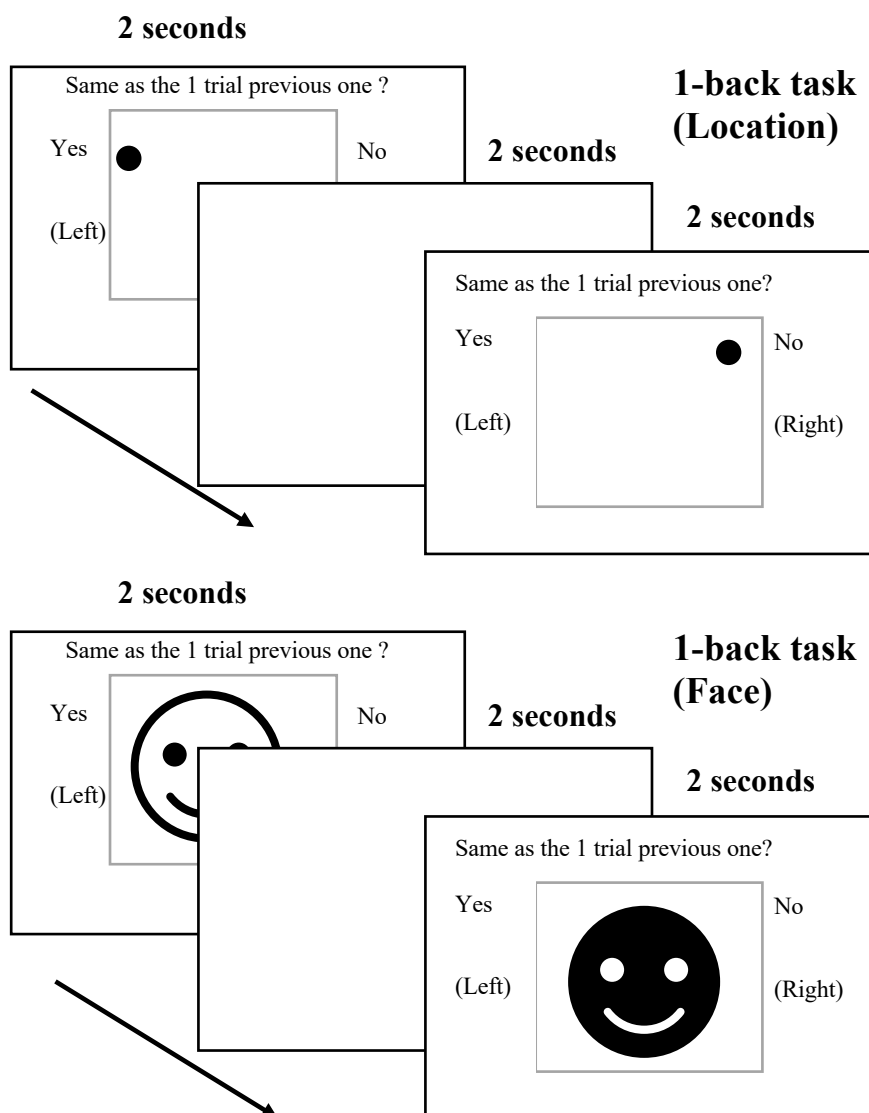 2 seconds
Same as the 1 trial previous one ?
1-back task
(Location)
Yes
No
2 seconds
(Left)
2 seconds
Same as the 1 trial previous one?
Yes
No
(Left)
(Right)
2 seconds
Same as the 1 trial previous one ?
1-back task
(Face)
Yes
No
2 seconds
(Left)
2 seconds
Same as the 1 trial previous one?
Yes
No
(Left)
(Right)